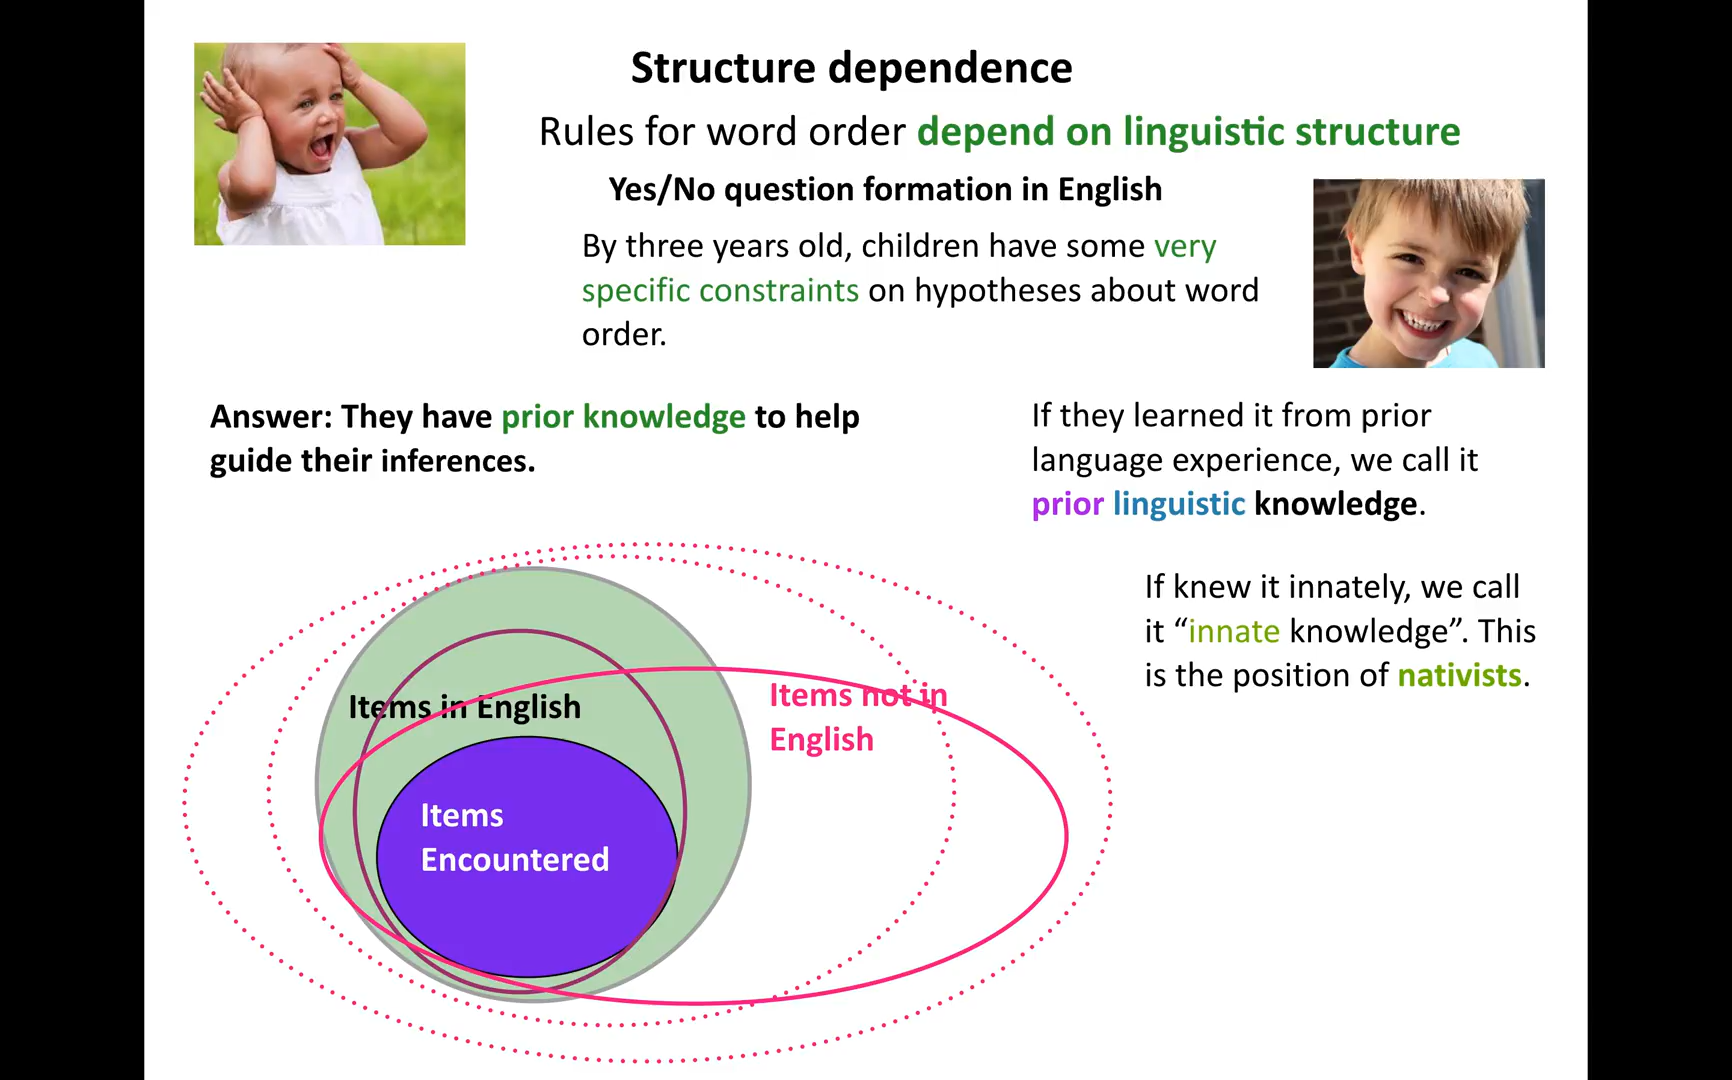 Structure dependence
Rules for word order depend on linguistic structure
Yes/No question formation in English
By three years old, children have some very
specific constraints on hypotheses about word
order.
Answer: They have prior knowledge to help
guide their inferences.
If they learned it from prior
language experience, we call it
prior linguistic knowledge.
If knew it innately, we call
it “innate knowledge”. This
is the position of nativists.
Items in English
Items not in
English
Items
Encountered